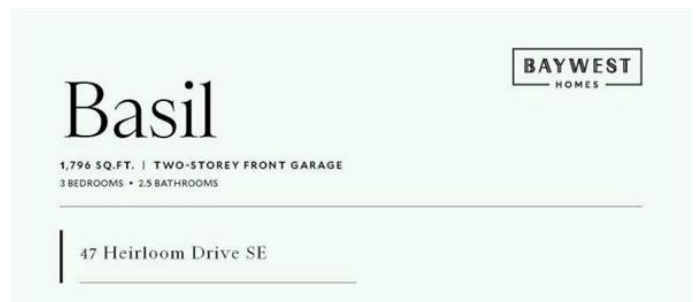 BAYWEST
HOMES
Basil
1,796 SQ.FT. | TWO-STOREY FRONT GARAGE
3 BEDROOMS • 2.5 BATHROOMS
47 Heirloom Drive SE